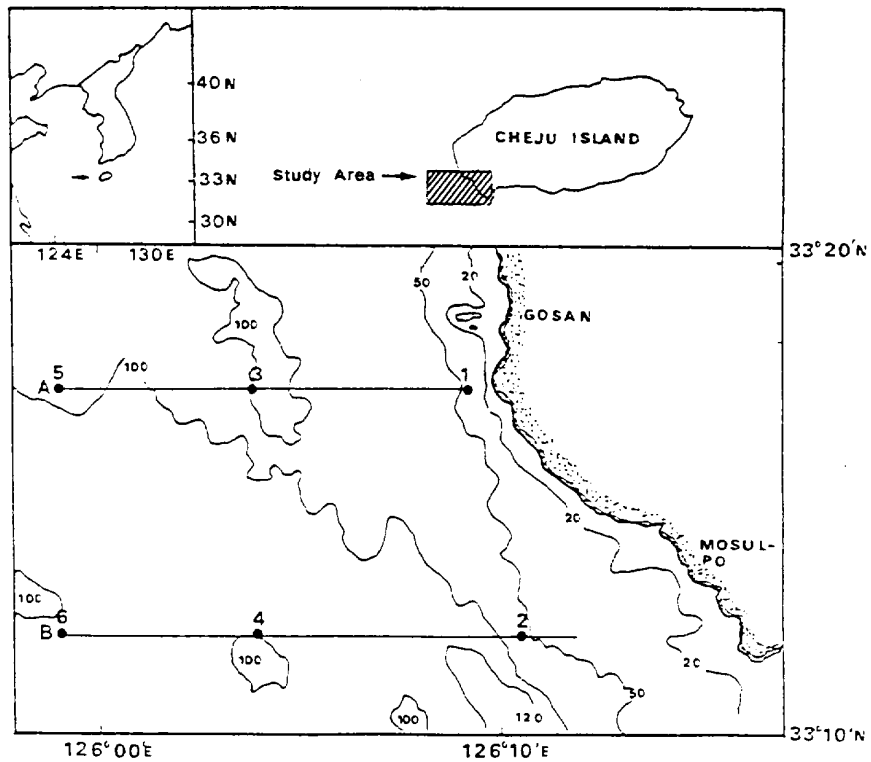 40N
36N
33N
30N
124E 130E
CHEJU ISLAND
Study Area
33°20'N
50
20
GOSAN
100
100
5
3
1
A
20
MOSUL-
PO
100
6
4
2
B
100
20
50
100
120
33°10'N
126°00'E
126°10'E